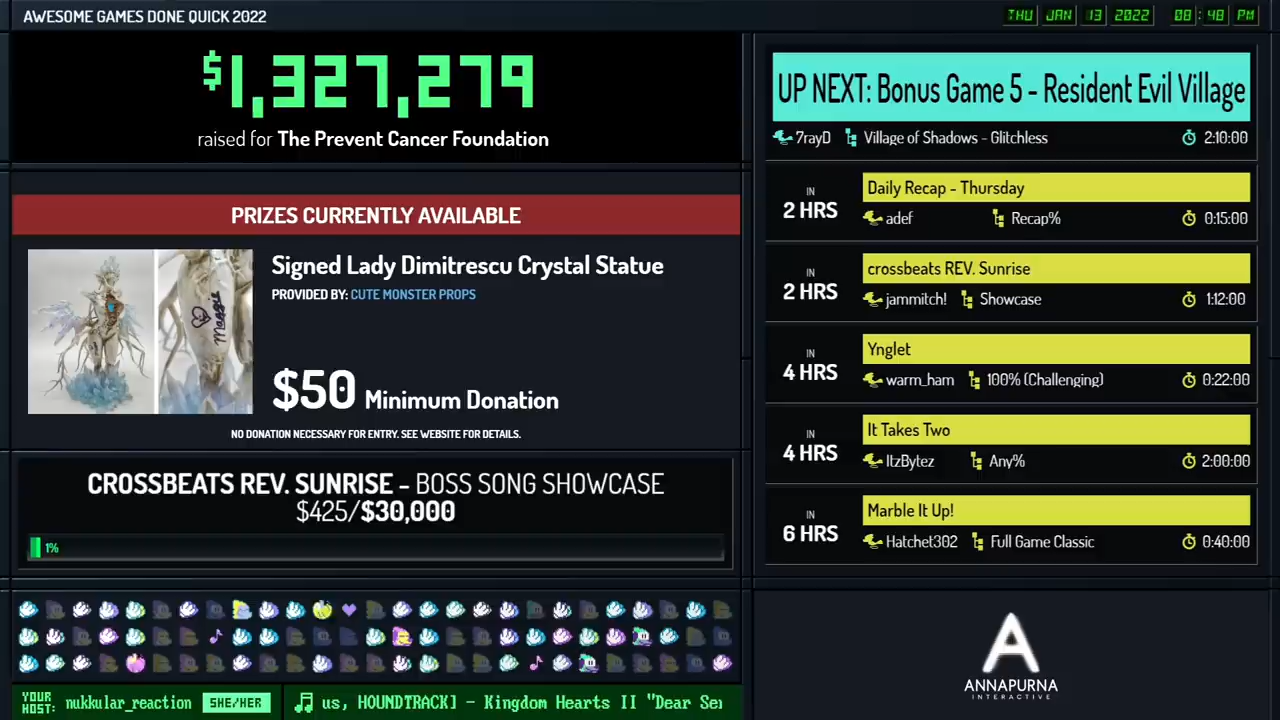 AWESOME GAMES DONE QUICK 2022
THU JAN 13 2022 08:40 PM
$1,327,279
raised for The Prevent Cancer Foundation
PRIZES CURRENTLY AVAILABLE
Maggie
Signed Lady Dimitrescu Crystal Statue
PROVIDED BY: CUTE MONSTER PROPS
$50 Minimum Donation
NO DONATION NECESSARY FOR ENTRY. SEE WEBSITE FOR DETAILS.
CROSSBEATS REV. SUNRISE - BOSS SONG SHOWCASE
$425/$30,000
1%
YOUR HOST: nukkular_reaction SHE/HER
us, HOUNDTRACK] - Kingdom Hearts II "Dear Se
UP NEXT: Bonus Game 5 - Resident Evil Village
7rayD Village of Shadows - Glitchless 2:10:00
IN 2 HRS
Daily Recap - Thursday
adef Recap% 0:15:00
IN 2 HRS
crossbeats REV. Sunrise
jammitch! Showcase 1:12:00
IN 4 HRS
Ynglet
warm_ham 100% (Challenging) 0:22:00
IN 4 HRS
It Takes Two
ItzBytez Any% 2:00:00
IN 6 HRS
Marble It Up!
Hatchet302 Full Game Classic 0:40:00
ANNAPURNA
INTERACTIVE